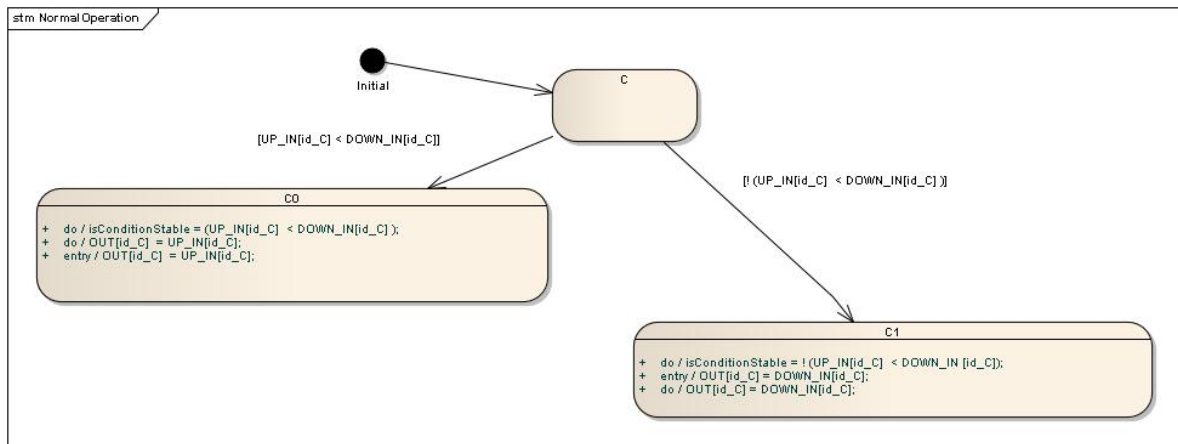 stm NormalOperation
Initial
C
[UP_IN[id_C] < DOWN_IN[id_C]]
[! (UP_IN[id_C] < DOWN_IN[id_C] )]
C0
+ do / isConditionStable = (UP_IN[id_C] < DOWN_IN[id_C] );
+ do / OUT[id_C] = UP_IN[id_C];
+ entry / OUT[id_C] = UP_IN[id_C];
C1
+ do / isConditionStable = ! (UP_IN[id_C] < DOWN_IN [id_C]);
+ entry / OUT[id_C] = DOWN_IN[id_C];
+ do / OUT[id_C] = DOWN_IN[id_C];